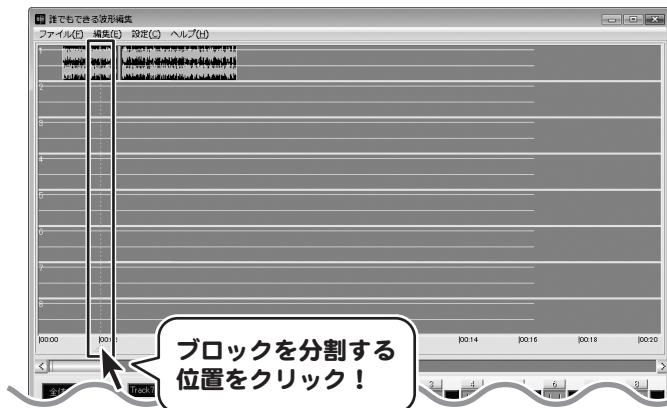 誰でもできる波形編集
ファイル(F) 編集(E) 設定(C) ヘルプ(H)
1
2
3
4
5
6
7
8
|00:00 |00:14 |00:16 |00:18 |00:20
ブロックを分割する
位置をクリック！
全体 Track7 3 4 6 8